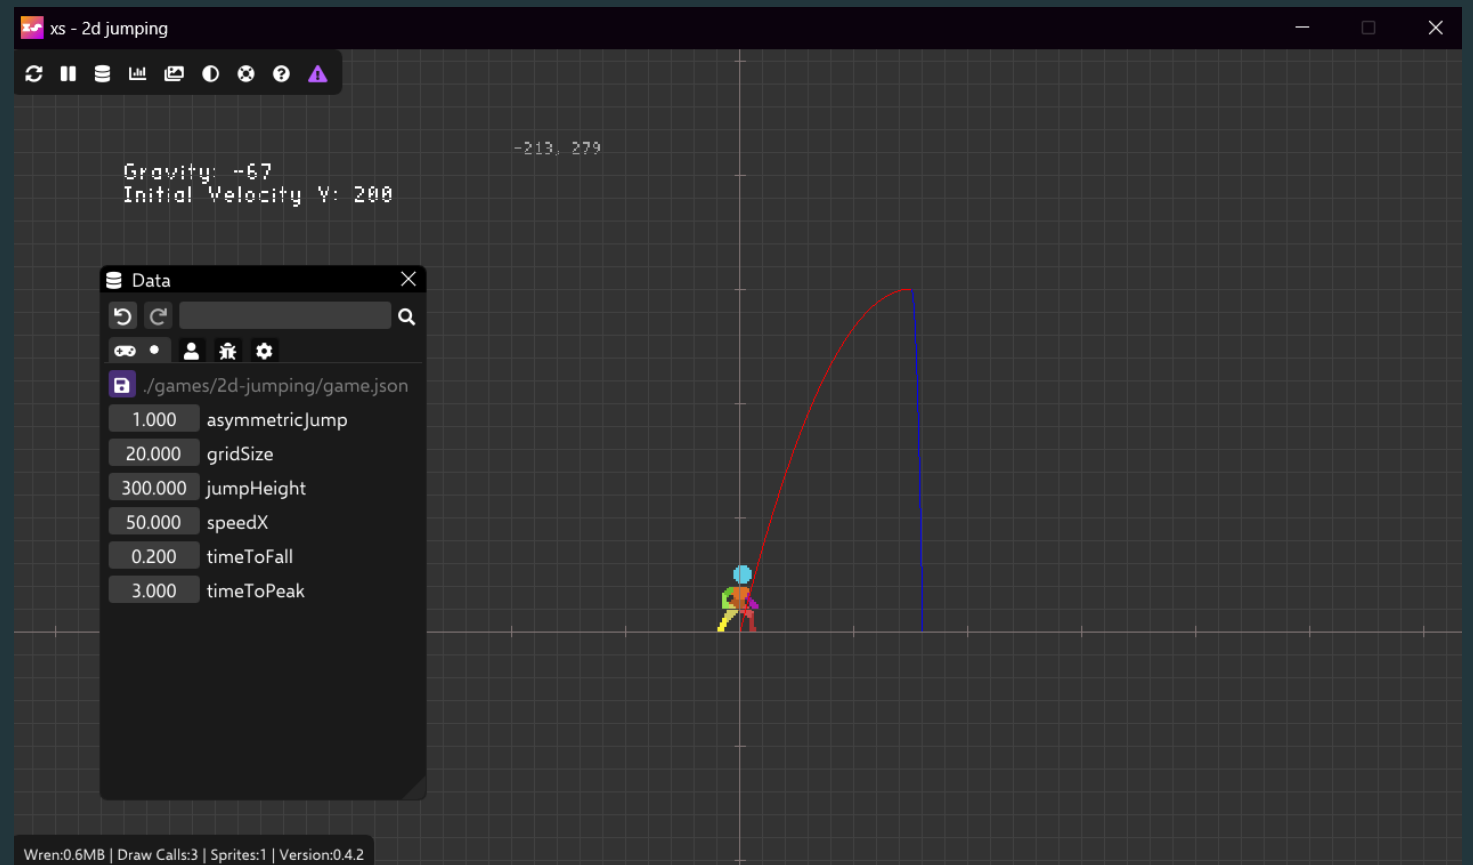 xs - 2d jumping
-213, 279
Gravity: -67
Initial Velocity Y: 200
Data
./games/2d-jumping/game.json
1.000 asymmetricJump
20.000 gridSize
300.000 jumpHeight
50.000 speedX
0.200 timeToFall
3.000 timeToPeak
Wren:0.6MB | Draw Calls:3 | Sprites:1 | Version:0.4.2